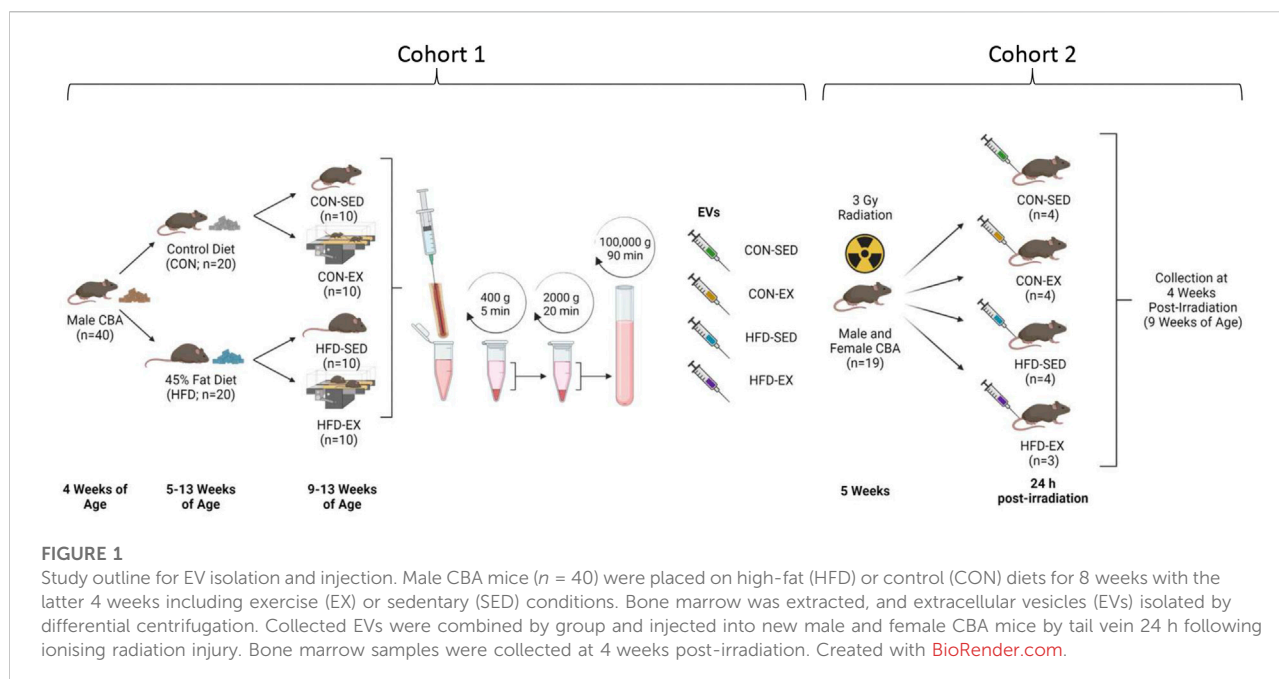 Cohort 1
Cohort 2
Male CBA
(n=40)
Control Diet
(CON; n=20)
45% Fat Diet
(HFD; n=20)
CON-SED
(n=10)
CON-EX
(n=10)
HFD-SED
(n=10)
HFD-EX
(n=10)
400 g
5 min
2000 g
20 min
100,000 g
90 min
EVs
CON-SED
CON-EX
HFD-SED
HFD-EX
3 Gy
Radiation
Male and
Female CBA
(n=19)
CON-SED
(n=4)
CON-EX
(n=4)
HFD-SED
(n=4)
HFD-EX
(n=3)
Collection at
4 Weeks
Post-Irradiation
(9 Weeks of Age)
4 Weeks of
Age
5-13 Weeks
of Age
9-13 Weeks
of Age
5 Weeks
24 h
post-irradiation
FIGURE 1
Study outline for EV isolation and injection. Male CBA mice (n = 40) were placed on high-fat (HFD) or control (CON) diets for 8 weeks with the
latter 4 weeks including exercise (EX) or sedentary (SED) conditions. Bone marrow was extracted, and extracellular vesicles (EVs) isolated by
differential centrifugation. Collected EVs were combined by group and injected into new male and female CBA mice by tail vein 24 h following
ionising radiation injury. Bone marrow samples were collected at 4 weeks post-irradiation. Created with BioRender.com.